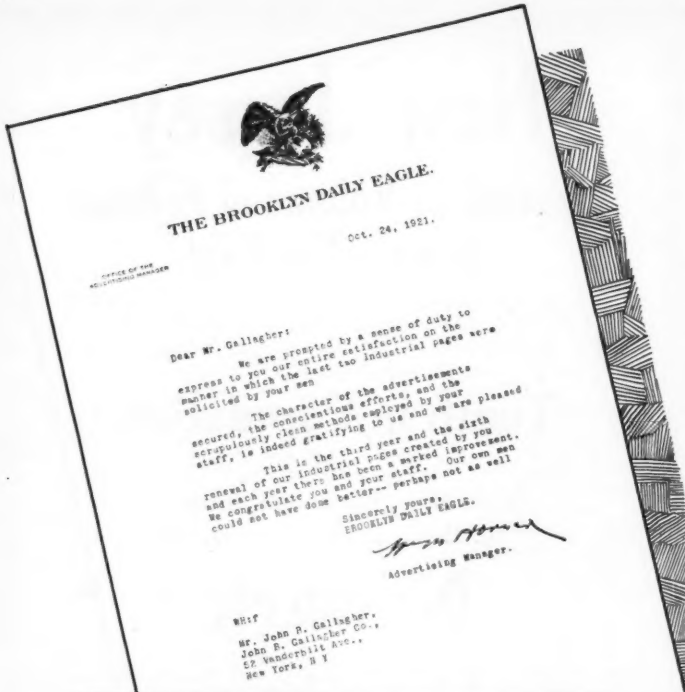 THE BROOKLYN DAILY EAGLE.
Oct. 24, 1921.
OFFICE OF THE
ADVERTISING MANAGER
Dear Mr. Gallagher:
We are prompted by a sense of duty to
express to you our entire satisfaction on the
manner in which the last two Industrial pages were
solicited by your men
The character of the advertisements
secured, the conscientious efforts, and the
scrupulously clean methods employed by your
staff, is indeed gratifying to us and we are pleased
This is the third year and the sixth
renewal of our industrial pages created by you
and each year there has been a marked improvement.
We congratulate you and your staff. Our own men
could not have done better-- perhaps not as well
Sincerely yours,
BROOKLYN DAILY EAGLE.
Advertising Manager.
WH:f
Mr. John R. Gallagher,
John R. Gallagher Co.,
52 Vanderbilt Ave.,
New York, N Y